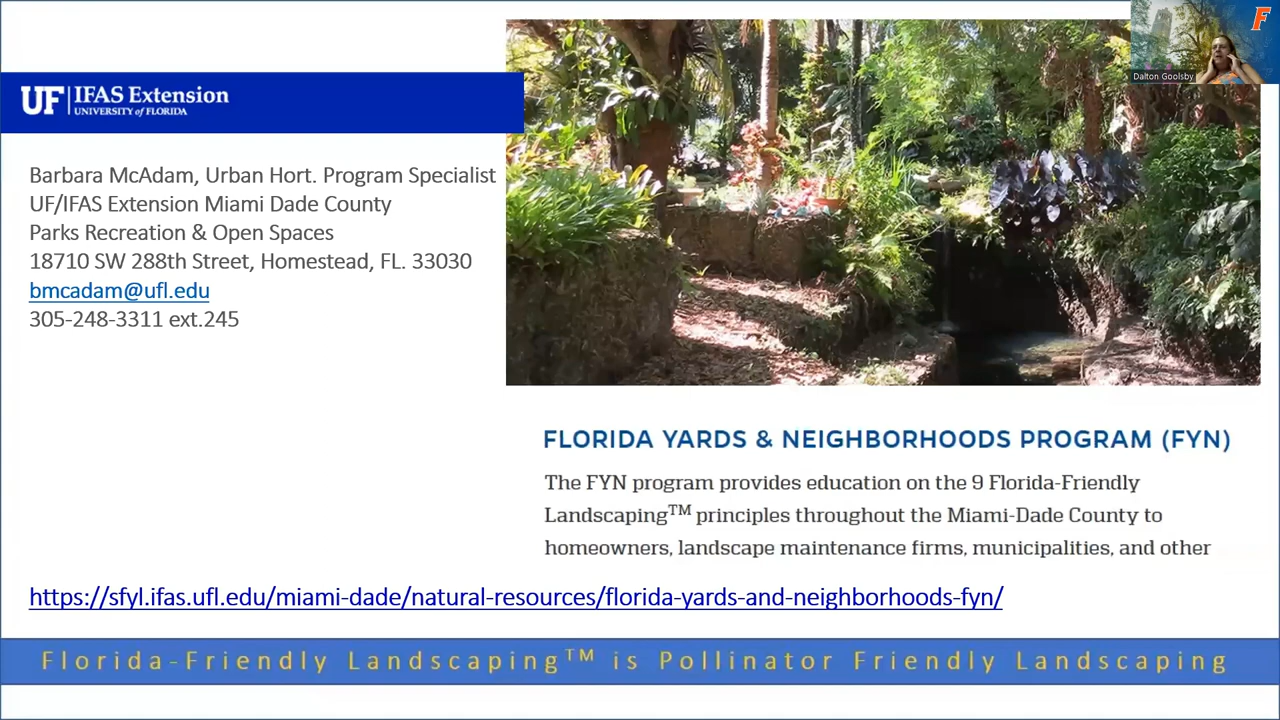 F
Dalton Goolsby
UF | IFAS Extension
UNIVERSITY of FLORIDA
Barbara McAdam, Urban Hort. Program Specialist
UF/IFAS Extension Miami Dade County
Parks Recreation & Open Spaces
18710 SW 288th Street, Homestead, FL. 33030
bmcadam@ufl.edu
305-248-3311 ext.245
FLORIDA YARDS & NEIGHBORHOODS PROGRAM (FYN)
The FYN program provides education on the 9 Florida-Friendly
Landscaping™ principles throughout the Miami-Dade County to
homeowners, landscape maintenance firms, municipalities, and other
https://sfyl.ifas.ufl.edu/miami-dade/natural-resources/florida-yards-and-neighborhoods-fyn/
Florida-Friendly Landscaping™ is Pollinator Friendly Landscaping